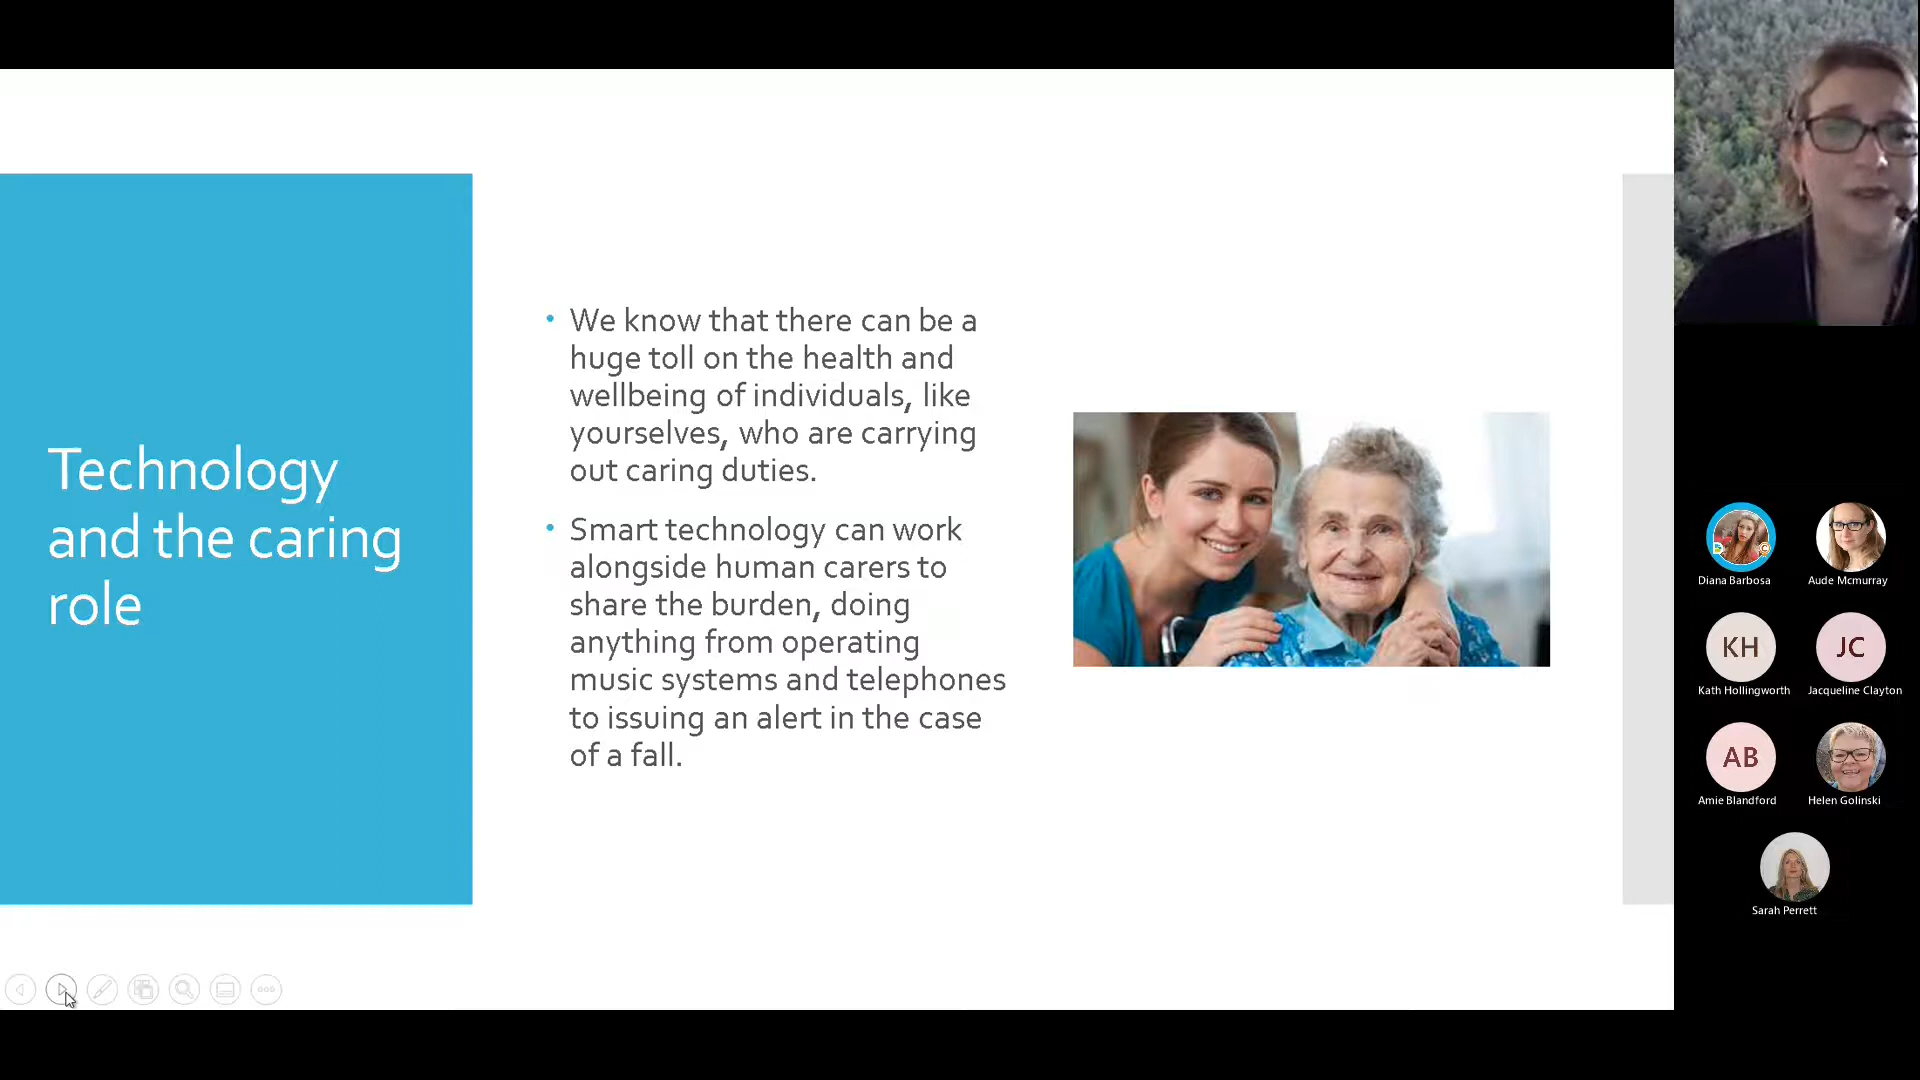 Technology
and the caring
role
• We know that there can be a
huge toll on the health and
wellbeing of individuals, like
yourselves, who are carrying
out caring duties.
• Smart technology can work
alongside human carers to
share the burden, doing
anything from operating
music systems and telephones
to issuing an alert in the case
of a fall.
Diana Barbosa
Aude Mcmurray
KH
Kath Hollingworth
JC
Jacqueline Clayton
AB
Amie Blandford
Helen Golinski
Sarah Perrett